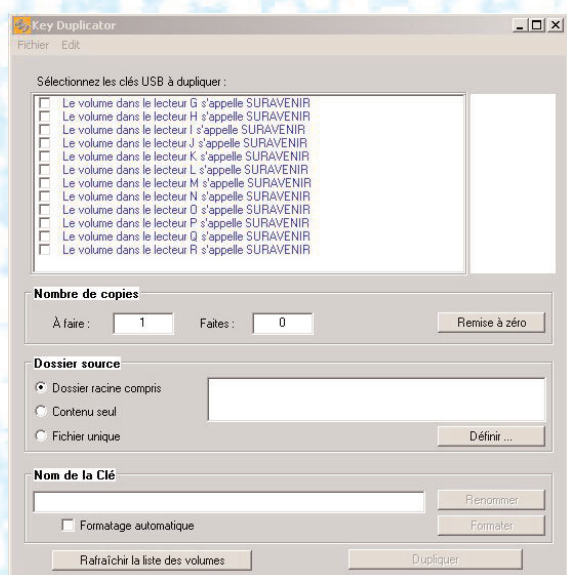 Key Duplicator
Fichier Edit
Sélectionnez les clés USB à dupliquer :
Le volume dans le lecteur G s'appelle SURAVENIR
Le volume dans le lecteur H s'appelle SURAVENIR
Le volume dans le lecteur I s'appelle SURAVENIR
Le volume dans le lecteur J s'appelle SURAVENIR
Le volume dans le lecteur K s'appelle SURAVENIR
Le volume dans le lecteur L s'appelle SURAVENIR
Le volume dans le lecteur M s'appelle SURAVENIR
Le volume dans le lecteur N s'appelle SURAVENIR
Le volume dans le lecteur O s'appelle SURAVENIR
Le volume dans le lecteur P s'appelle SURAVENIR
Le volume dans le lecteur Q s'appelle SURAVENIR
Le volume dans le lecteur R s'appelle SURAVENIR
Nombre de copies
À faire : 1 Faites : 0 Remise à zéro
Dossier source
Dossier racine compris
Contenu seul
Fichier unique Définir ...
Nom de la Clé
Renommer
Formatage automatique Formater
Rafraîchir la liste des volumes Dupliquer